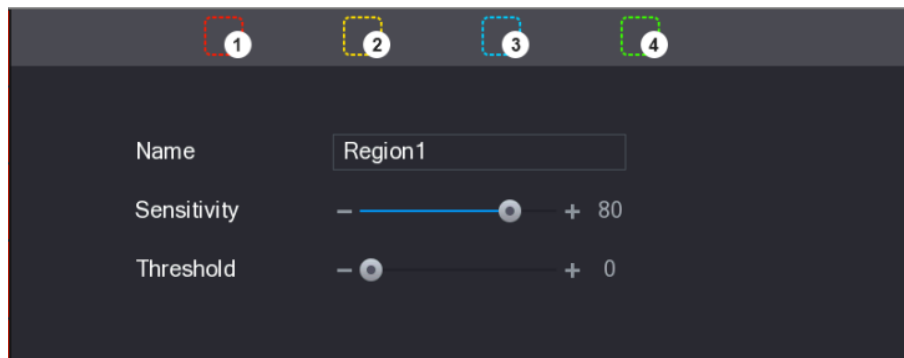 1 2 3 4
Name Region1
Sensitivity − + 80
Threshold − + 0